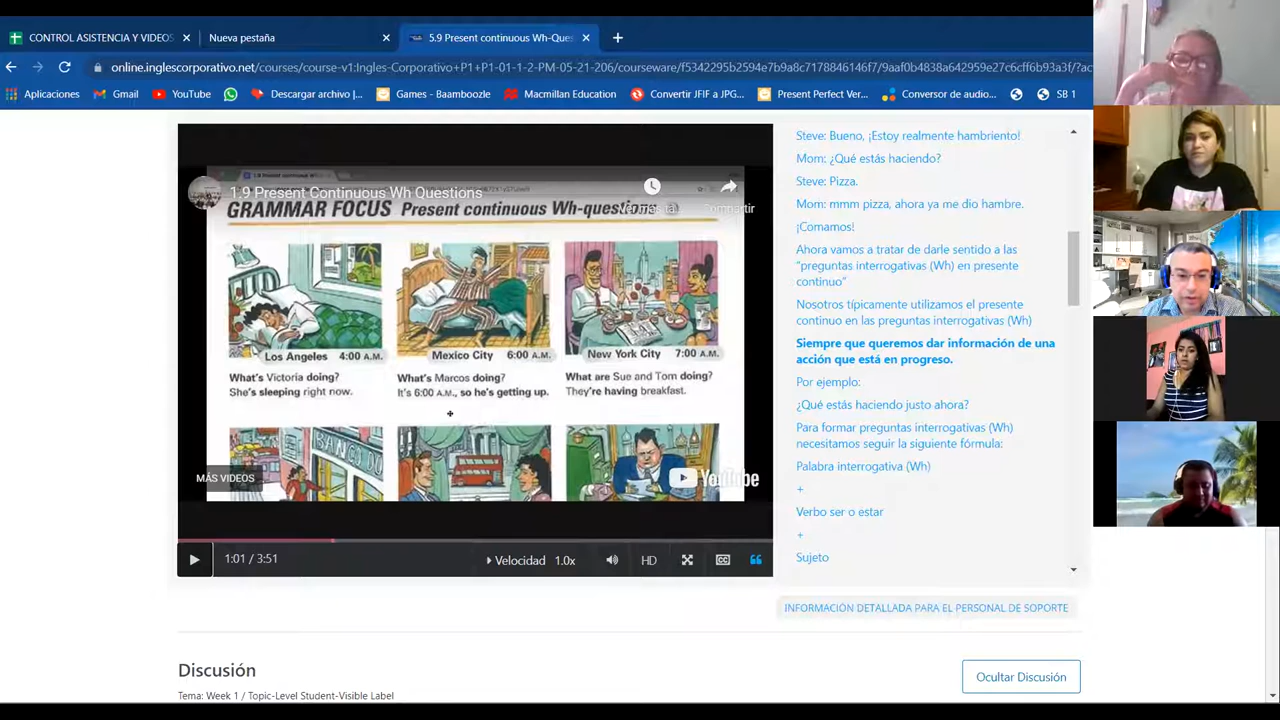 CONTROL ASISTENCIA Y VIDEOS
Nueva pestaña
5.9 Present continuous Wh-Ques
online.inglescorporativo.net/courses/course-v1:Ingles-Corporativo+P1+P1-01-1-2-PM-05-21-206/courseware/f5342295b2594e7b9a8c7178846146f7/9aaf0b4838a642959e27c6cff6b93a3f/?ac
Aplicaciones
Gmail
YouTube
Descargar archivo |...
Games - Baamboozle
Macmillan Education
Convertir JFIF a JPG...
Present Perfect Ver...
Conversor de audio...
SB 1
1.9 Present Continuous Wh Questions
GRAMMAR FOCUS Present continuous Wh-questions
Compartir
Los Angeles 4:00 A.M.
Mexico City 6:00 A.M.
New York City 7:00 A.M.
What's Victoria doing?
She's sleeping right now.
What's Marcos doing?
It's 6:00 A.M., so he's getting up.
What are Sue and Tom doing?
They're having breakfast.
MÁS VIDEOS
YouTube
1:01 / 3:51
Velocidad 1.0x
HD
CC
Steve: Bueno, ¡Estoy realmente hambriento!
Mom: ¿Qué estás haciendo?
Steve: Pizza.
Mom: mmm pizza, ahora ya me dio hambre.
¡Comamos!
Ahora vamos a tratar de darle sentido a las
“preguntas interrogativas (Wh) en presente
continuo”
Nosotros típicamente utilizamos el presente
continuo en las preguntas interrogativas (Wh)
Siempre que queremos dar información de una
acción que está en progreso.
Por ejemplo:
¿Qué estás haciendo justo ahora?
Para formar preguntas interrogativas (Wh)
necesitamos seguir la siguiente fórmula:
Palabra interrogativa (Wh)
+
Verbo ser o estar
+
Sujeto
INFORMACIÓN DETALLADA PARA EL PERSONAL DE SOPORTE
Discusión
Tema: Week 1 / Topic-Level Student-Visible Label
Ocultar Discusión